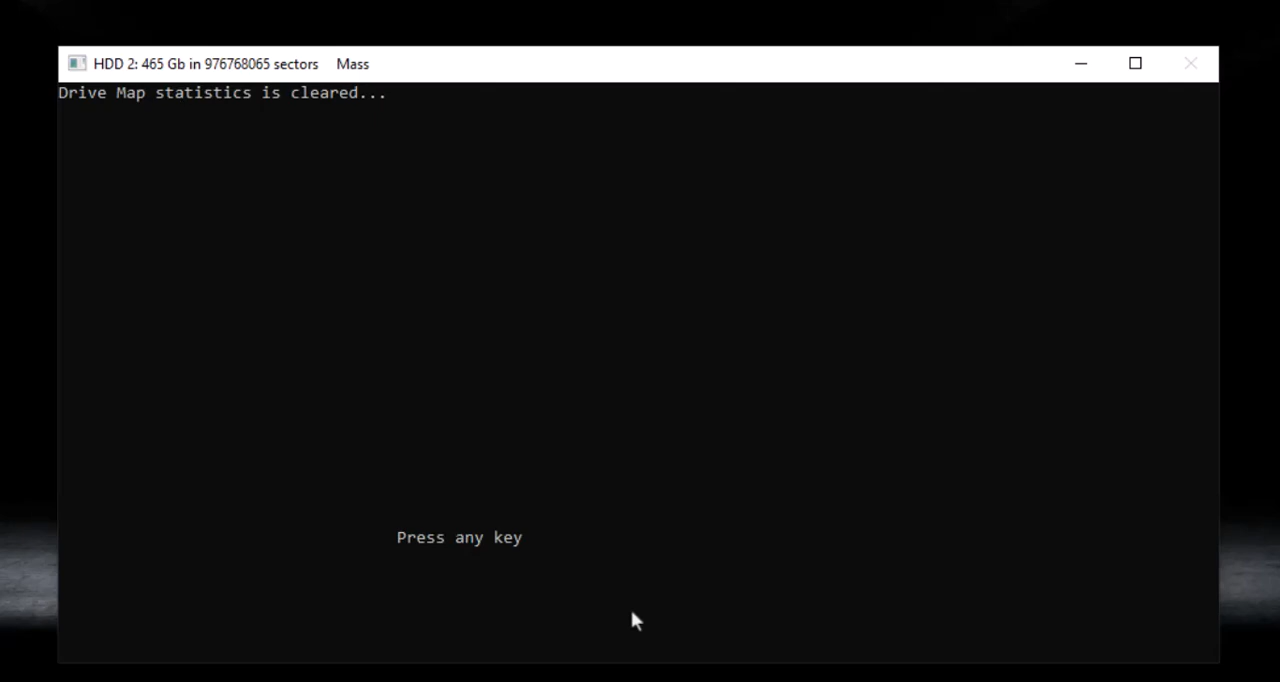 HDD 2: 465 Gb in 976768065 sectors Mass
Drive Map statistics is cleared...
Press any key